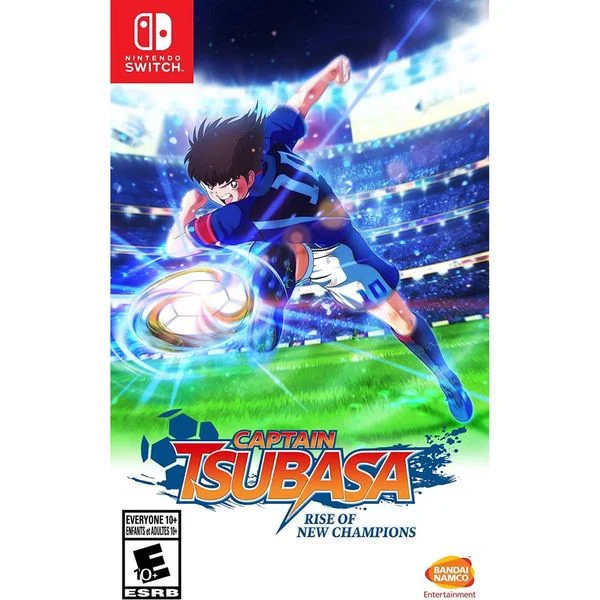 NINTENDO
SWITCH
CAPTAIN
TSUBASA
RISE OF
NEW CHAMPIONS
EVERYONE 10+
ENFANTS et ADULTES 10+
E
10+
ESRB
BANDAI
NAMCO
Entertainment